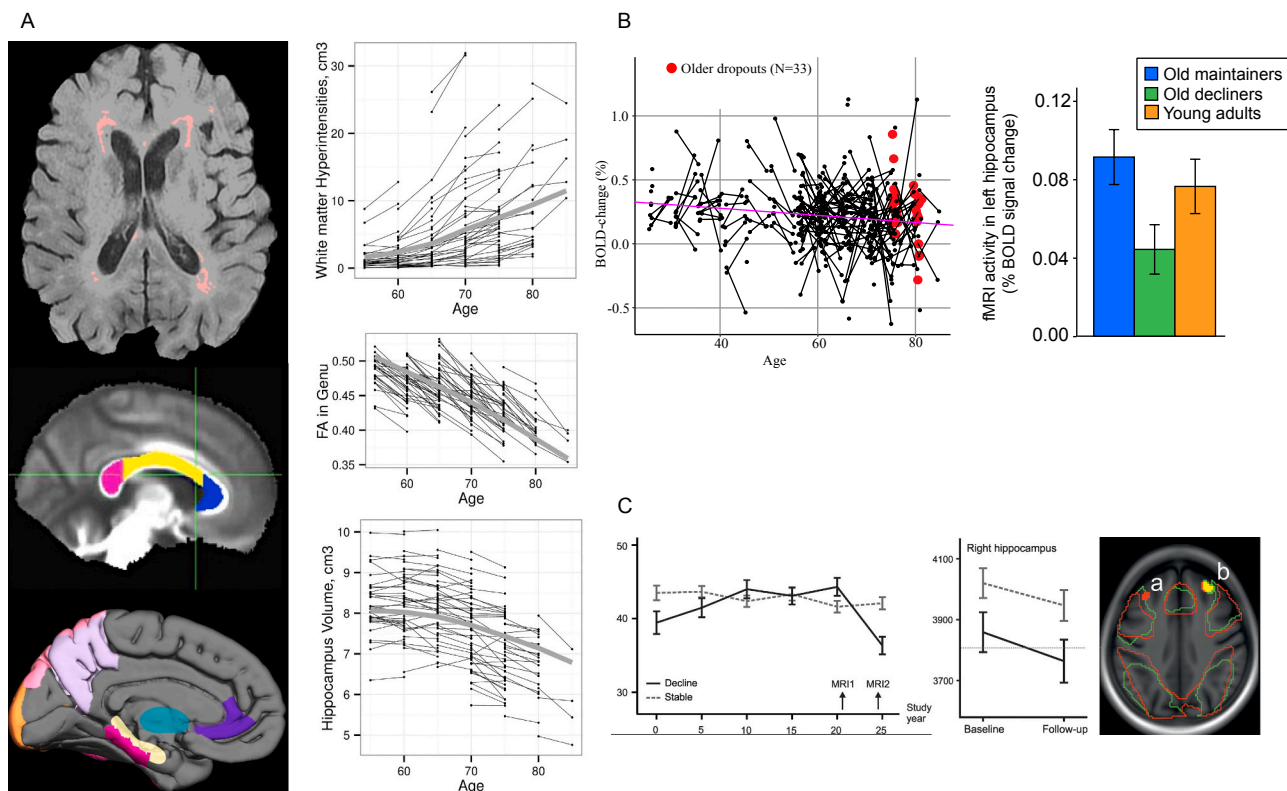 A
White matter Hyperintensities, cm3
30
20
10
0
60
70
80
Age
FA in Genu
0.50
0.45
0.40
0.35
60
70
80
Age
Hippocampus Volume, cm3
10
9
8
7
6
5
60
70
80
Age
B
Older dropouts (N=33)
BOLD-change (%)
1.0
0.5
0.0
-0.5
40
60
80
Age
Old maintainers
Old decliners
Young adults
fMRI activity in left hippocampus
(% BOLD signal change)
0.12
0.08
0.04
0.00
C
50
40
30
Decline
Stable
MRI1
MRI2
Study
year
0
5
10
15
20
25
Right hippocampus
4100
3900
3700
Baseline
Follow-up
a
b